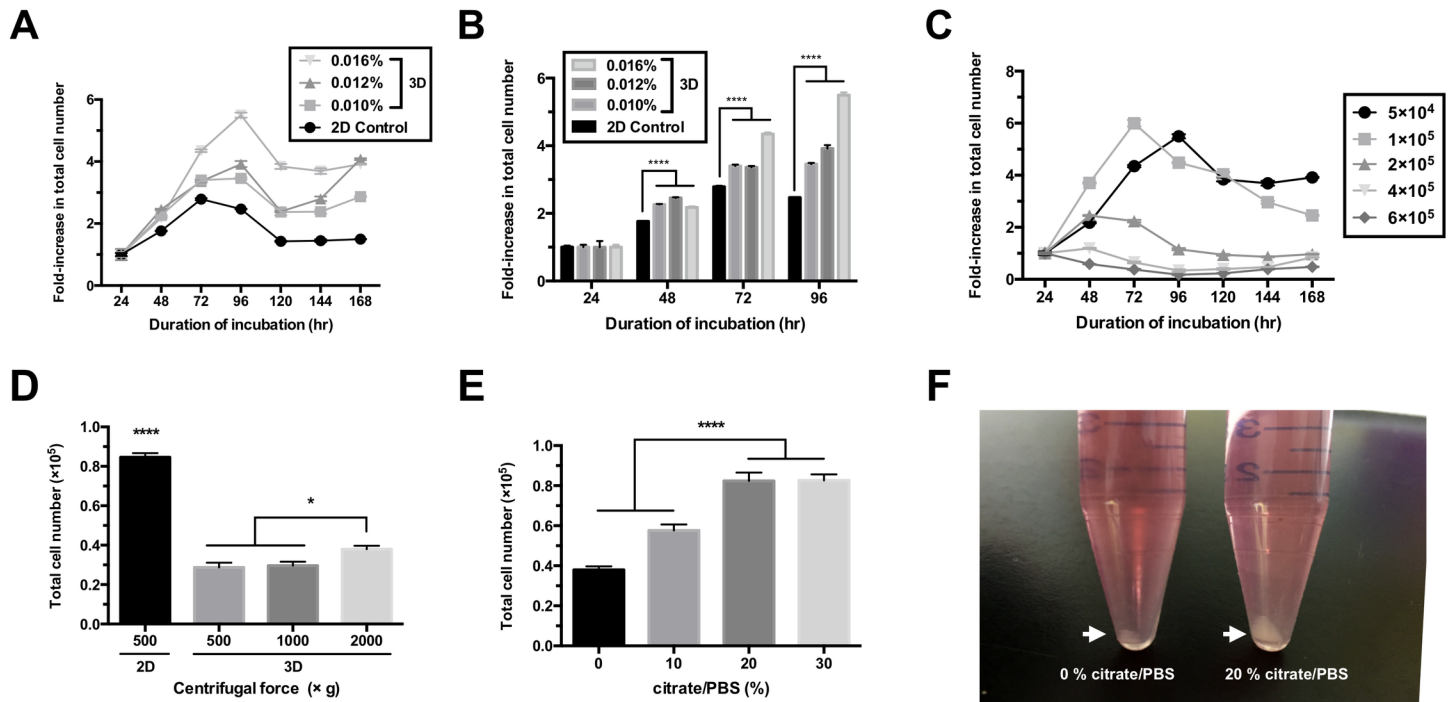 A
0.016%
0.012%
0.010%
3D
2D Control
Fold-increase in total cell number
6
4
2
0
24 48 72 96 120 144 168
Duration of incubation (hr)
B
0.016%
0.012%
0.010%
3D
2D Control
****
****
****
Fold-increase in total cell number
6
4
2
0
24 48 72 96
Duration of incubation (hr)
C
Fold-increase in total cell number
8
6
4
2
0
24 48 72 96 120 144 168
Duration of incubation (hr)
5×10⁴
1×10⁵
2×10⁵
4×10⁵
6×10⁵
D
Total cell number (×10⁵)
1.0
0.8
0.6
0.4
0.2
0.0
****
*
500 500 1000 2000
2D 3D
Centrifugal force (× g)
E
Total cell number (×10⁵)
1.0
0.8
0.6
0.4
0.2
0.0
****
0 10 20 30
citrate/PBS (%)
F
3 3
2 2
0 % citrate/PBS 20 % citrate/PBS